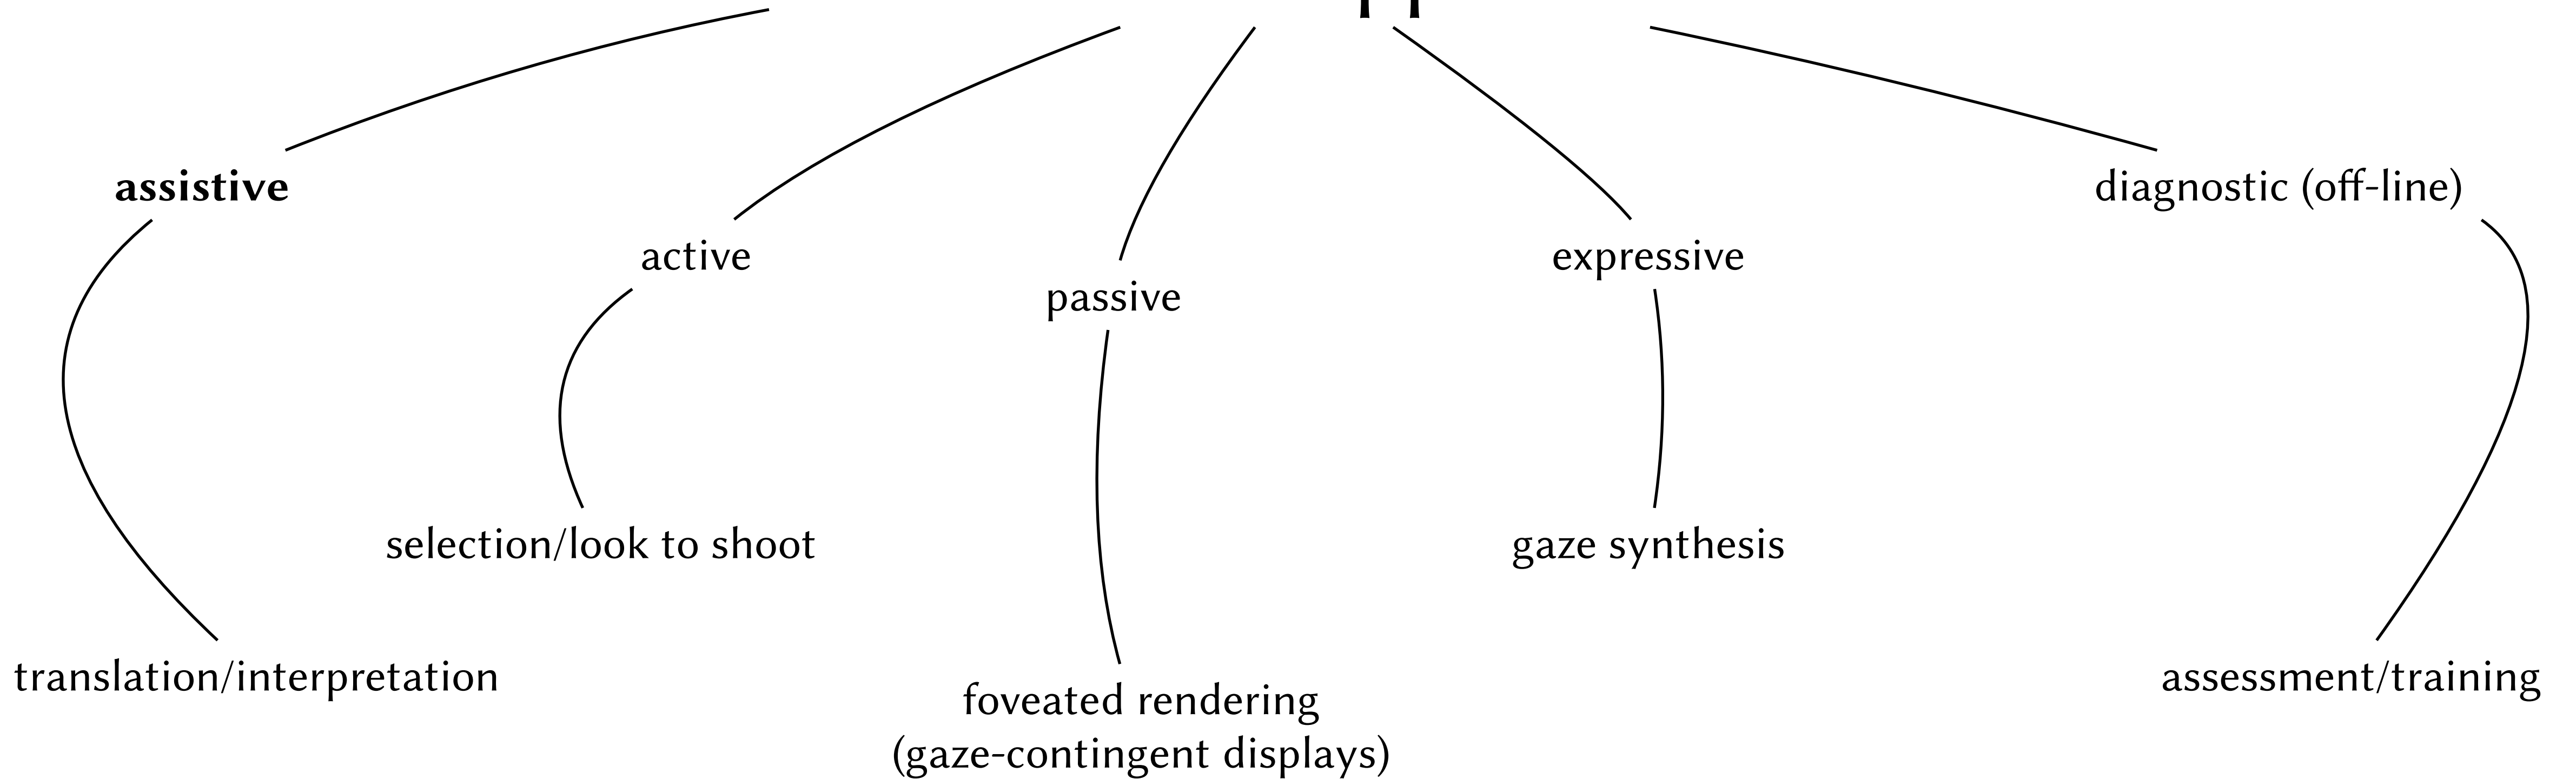 assistive
diagnostic (off-line)
active
expressive
passive
selection/look to shoot
gaze synthesis
translation/interpretation
assessment/training
foveated rendering
(gaze-contingent displays)